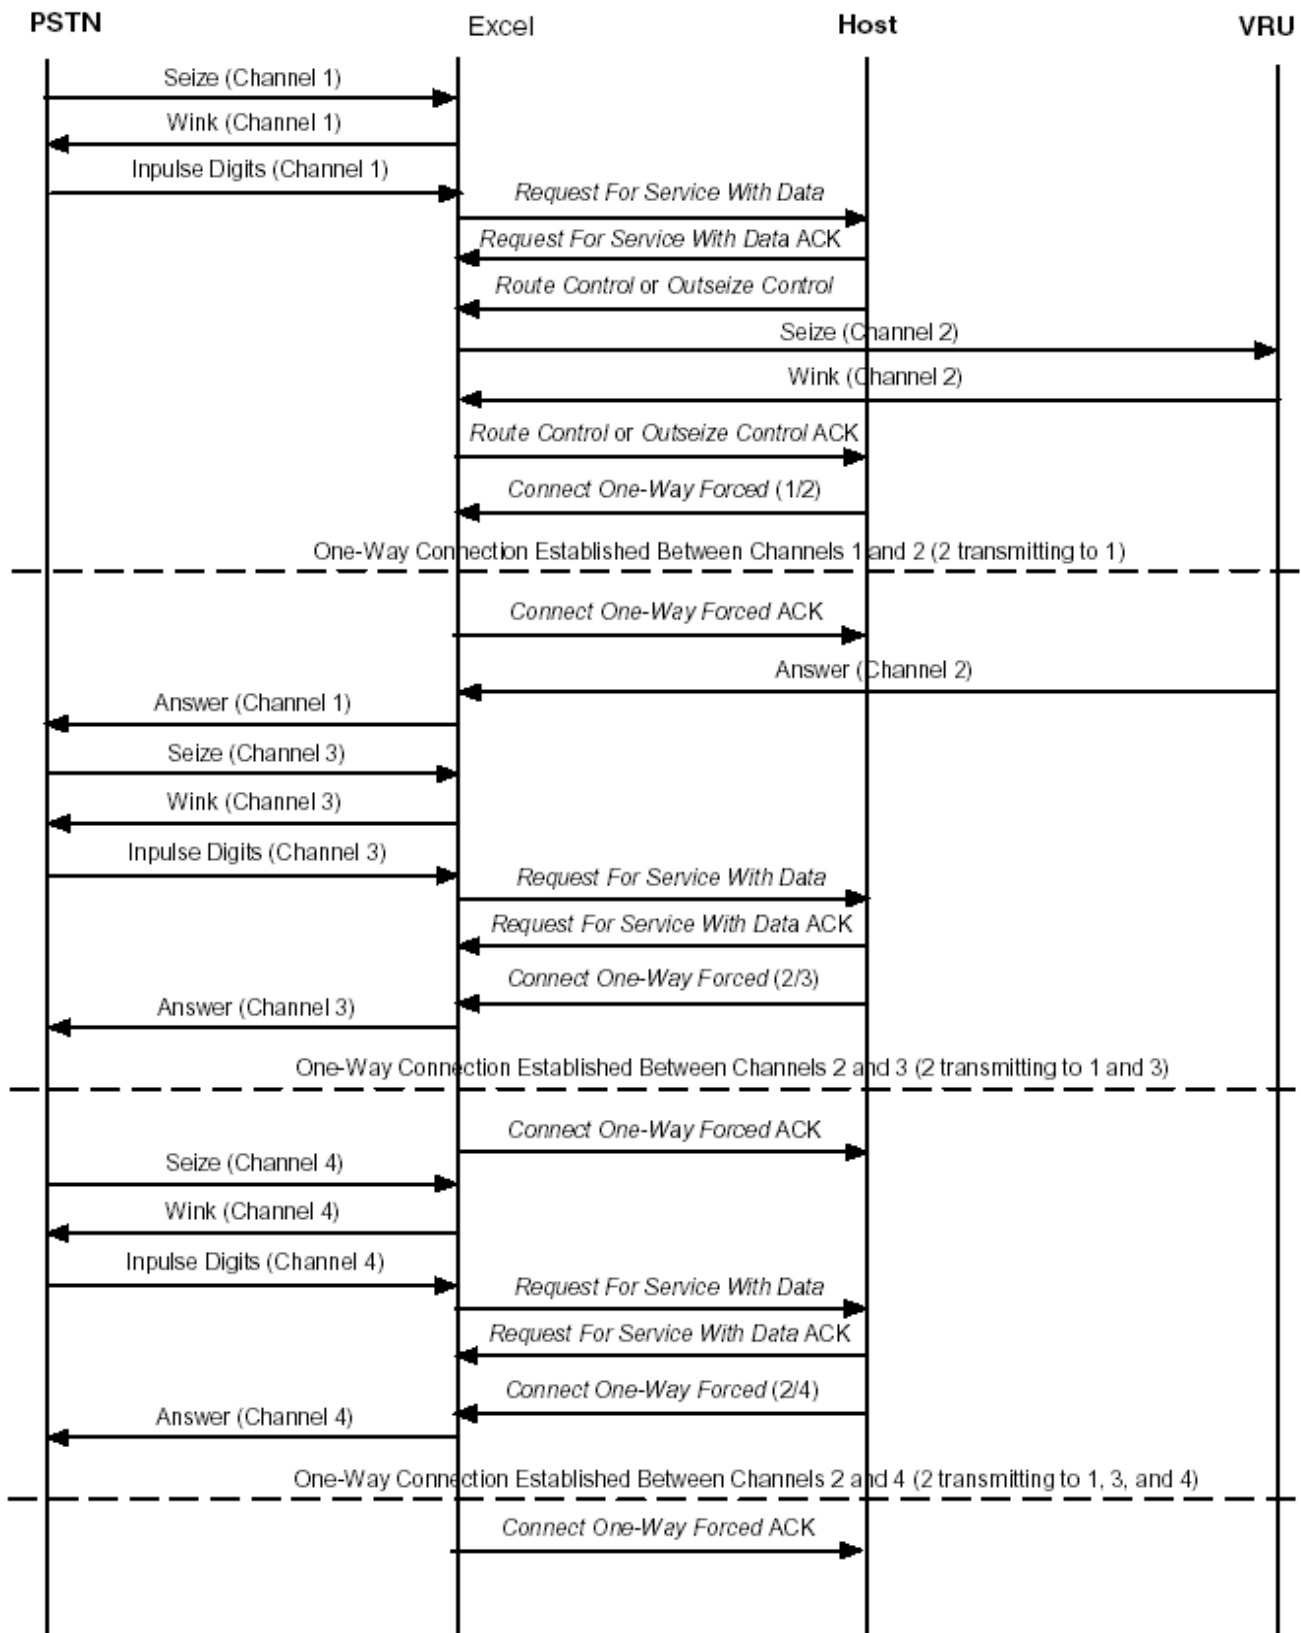 PSTN Excel Host VRU
Seize (Channel 1)
Wink (Channel 1)
Inpulse Digits (Channel 1)
Request For Service With Data
Request For Service With Data ACK
Route Control or Outseize Control
Seize (Channel 2)
Wink (Channel 2)
Route Control or Outseize Control ACK
Connect One-Way Forced (1/2)
One-Way Connection Established Between Channels 1 and 2 (2 transmitting to 1)
Connect One-Way Forced ACK
Answer (Channel 2)
Answer (Channel 1)
Seize (Channel 3)
Wink (Channel 3)
Inpulse Digits (Channel 3)
Request For Service With Data
Request For Service With Data ACK
Connect One-Way Forced (2/3)
Answer (Channel 3)
One-Way Connection Established Between Channels 2 and 3 (2 transmitting to 1 and 3)
Connect One-Way Forced ACK
Seize (Channel 4)
Wink (Channel 4)
Inpulse Digits (Channel 4)
Request For Service With Data
Request For Service With Data ACK
Connect One-Way Forced (2/4)
Answer (Channel 4)
One-Way Connection Established Between Channels 2 and 4 (2 transmitting to 1, 3, and 4)
Connect One-Way Forced ACK